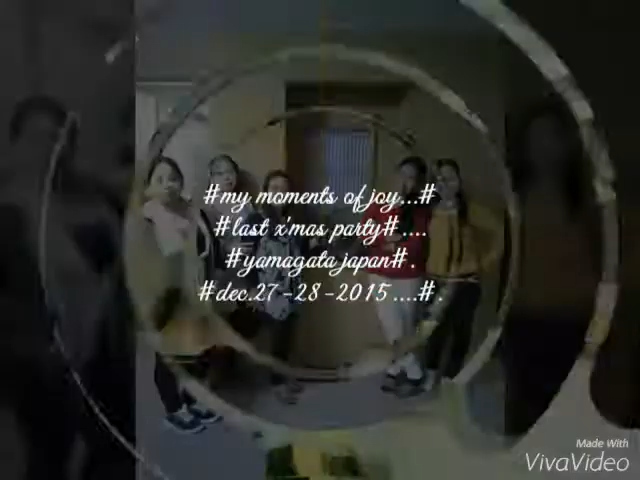 #my moments of joy...#
#last x'mas party#....
#yamagata japan#.
#dec.27-28-2015....#.
Made With
VivaVideo